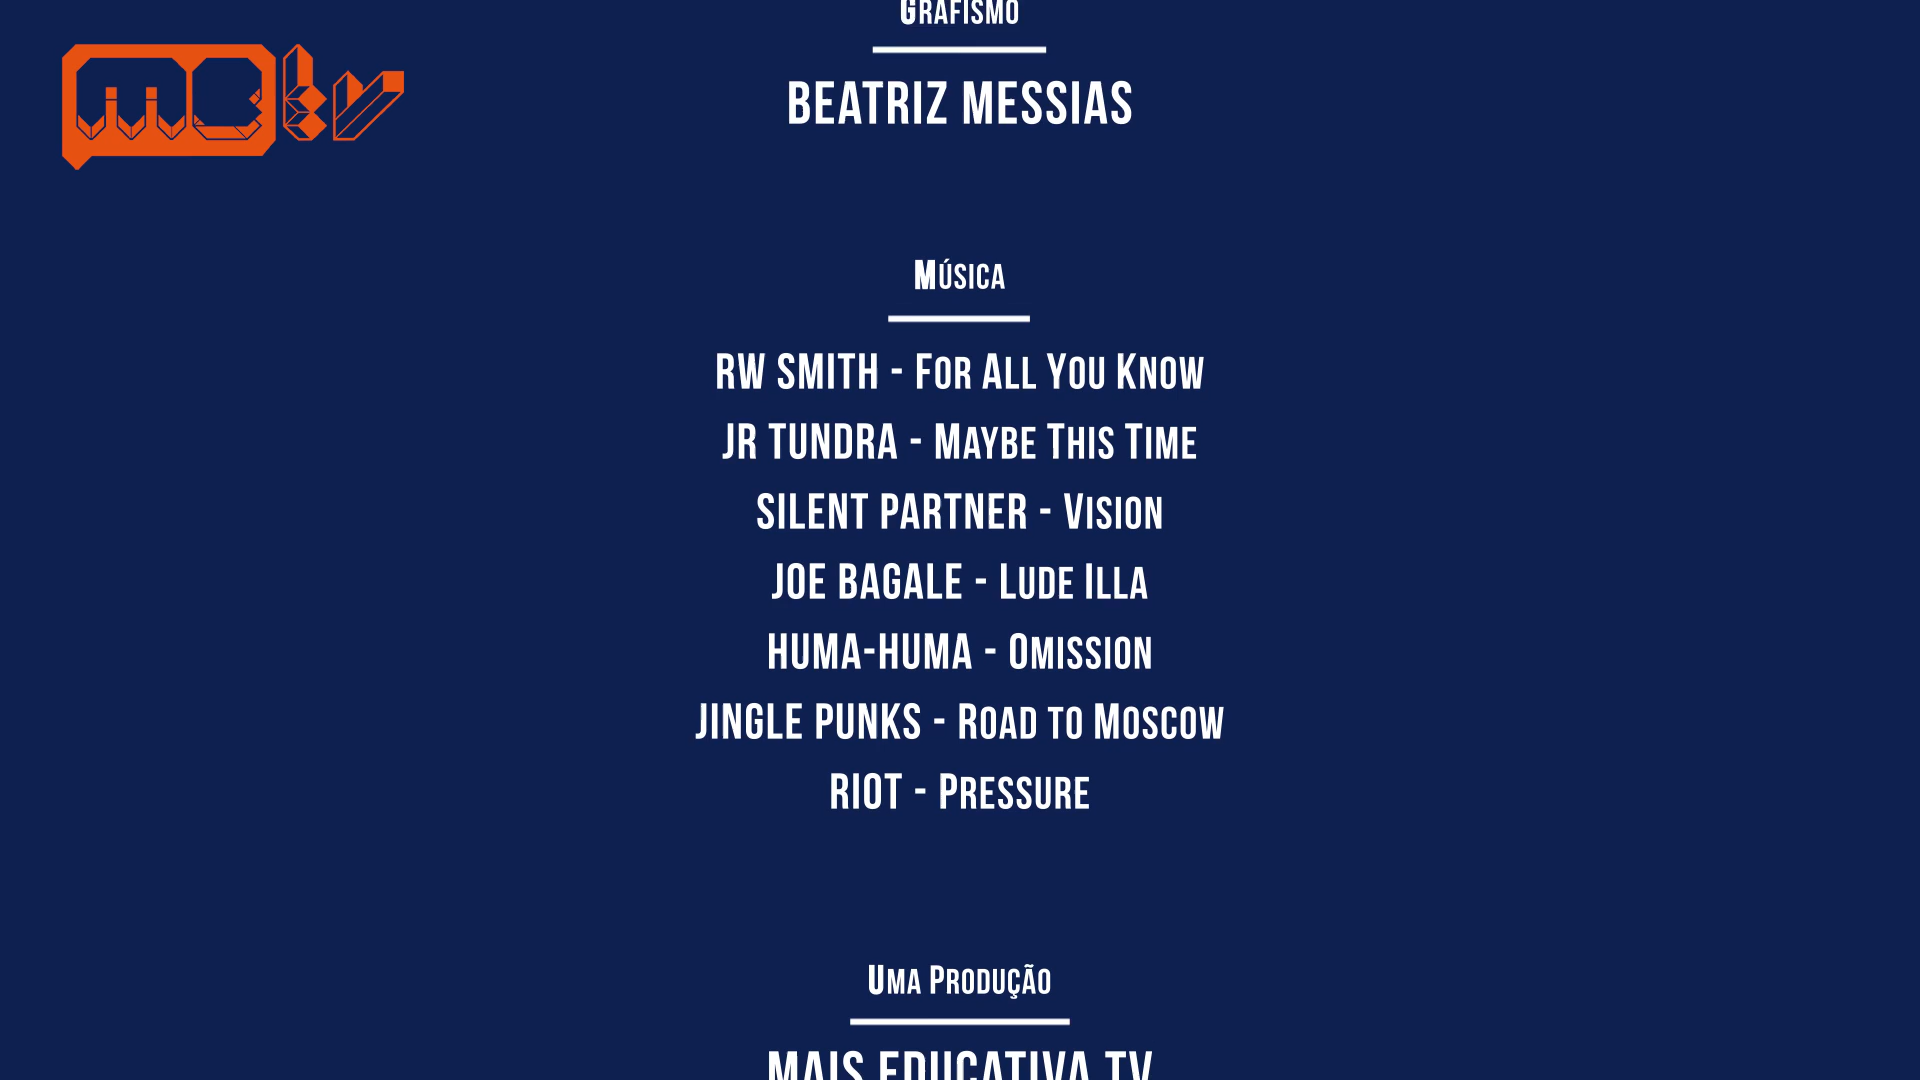 Grafismo
BEATRIZ MESSIAS
metv
Música
RW SMITH - For All You Know
JR TUNDRA - Maybe This Time
SILENT PARTNER - Vision
JOE BAGALE - Lude Illa
HUMA-HUMA - Omission
JINGLE PUNKS - Road to Moscow
RIOT - Pressure
Uma Produção
MAIS EDUCATIVA TV